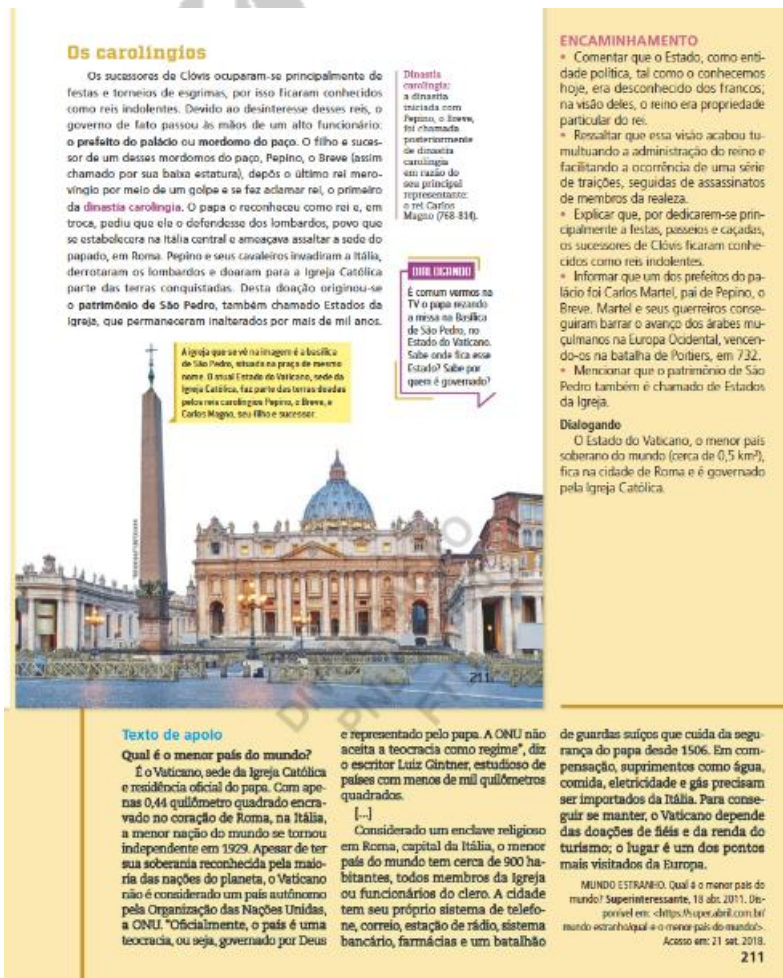 Os carolíngios
Os sucessores de Clóvis ocuparam-se principalmente de
festas e torneios de esgrimas, por isso ficaram conhecidos
como reis indolentes. Devido ao desinteresse desses reis, o
governo de fato passou às mãos de um alto funcionário:
o prefeito do palácio ou mordomo do paço. O filho e suces-
sor de um desses mordomos do paço, Pepino, o Breve (assim
chamado por sua baixa estatura), depôs o último rei mero-
víngio por meio de um golpe e se fez aclamar rei, o primeiro
da dinastia carolíngia. O papa o reconheceu como rei e, em
troca, pediu que ele o defendesse dos lombardos, povo que
se estabelecera na Itália central e ameaçava assaltar a sede do
papado, em Roma. Pepino e seus cavaleiros invadiram a Itália,
derrotaram os lombardos e doaram para a Igreja Católica
parte das terras conquistadas. Desta doação originou-se
o patrimônio de São Pedro, também chamado Estados da
Igreja, que permaneceram inalterados por mais de mil anos.
Dinastia
carolíngia:
a dinastia
iniciada com
Pepino, o Breve,
foi chamada
posteriormente
de dinastia
carolíngia
em razão do
seu principal
representante:
o rei Carlos
Magno (768-814).
DIALOGANDO
É comum vermos na
TV o papa rezando
a missa na Basílica
de São Pedro, no
Estado do Vaticano.
Sabe onde fica esse
Estado? Sabe por
quem é governado?
A igreja que se vê na imagem é a basílica
de São Pedro, situada na praça de mesmo
nome. O atual Estado do Vaticano, sede da
Igreja Católica, faz parte das terras doadas
pelos reis carolíngios Pepino, o Breve, e
Carlos Magno, seu filho e sucessor.
211
ENCAMINHAMENTO
• Comentar que o Estado, como enti-
dade política, tal como o conhecemos
hoje, era desconhecido dos francos;
na visão deles, o reino era propriedade
particular do rei.
• Ressaltar que essa visão acabou tu-
multuando a administração do reino e
facilitando a ocorrência de uma série
de traições, seguidas de assassinatos
de membros da realeza.
• Explicar que, por dedicarem-se prin-
cipalmente a festas, passeios e caçadas,
os sucessores de Clóvis ficaram conhe-
cidos como reis indolentes.
• Informar que um dos prefeitos do pa-
lácio foi Carlos Martel, pai de Pepino, o
Breve. Martel e seus guerreiros conse-
guiram barrar o avanço dos árabes mu-
çulmanos na Europa Ocidental, vencen-
do-os na batalha de Poitiers, em 732.
• Mencionar que o patrimônio de São
Pedro também é chamado de Estados
da Igreja.
Dialogando
O Estado do Vaticano, o menor país
soberano do mundo (cerca de 0,5 km²),
fica na cidade de Roma e é governado
pela Igreja Católica.
Texto de apoio
Qual é o menor país do mundo?
É o Vaticano, sede da Igreja Católica
e residência oficial do papa. Com ape-
nas 0,44 quilômetro quadrado encra-
vado no coração de Roma, na Itália,
a menor nação do mundo se tornou
independente em 1929. Apesar de ter
sua soberania reconhecida pela maio-
ria das nações do planeta, o Vaticano
não é considerado um país autônomo
pela Organização das Nações Unidas,
a ONU. "Oficialmente, o país é uma
teocracia, ou seja, governado por Deus
e representado pelo papa. A ONU não
aceita a teocracia como regime", diz
o escritor Luiz Gintner, estudioso de
países com menos de mil quilômetros
quadrados.
[...]
Considerado um enclave religioso
em Roma, capital da Itália, o menor
país do mundo tem cerca de 900 ha-
bitantes, todos membros da Igreja
ou funcionários do clero. A cidade
tem seu próprio sistema de telefo-
ne, correio, estação de rádio, sistema
bancário, farmácias e um batalhão
de guardas suíços que cuida da segu-
rança do papa desde 1506. Em com-
pensação, suprimentos como água,
comida, eletricidade e gás precisam
ser importados da Itália. Para conse-
guir se manter, o Vaticano depende
das doações de fiéis e da renda do
turismo; o lugar é um dos pontos
mais visitados da Europa.
MUNDO ESTRANHO. Qual é o menor país do
mundo? Superinteressante, 18 abr. 2011. Dis-
ponível em: <https://super.abril.com.br/
mundo-estranho/qual-e-o-menor-pais-do-mundo/>.
Acesso em: 21 set. 2018.
211